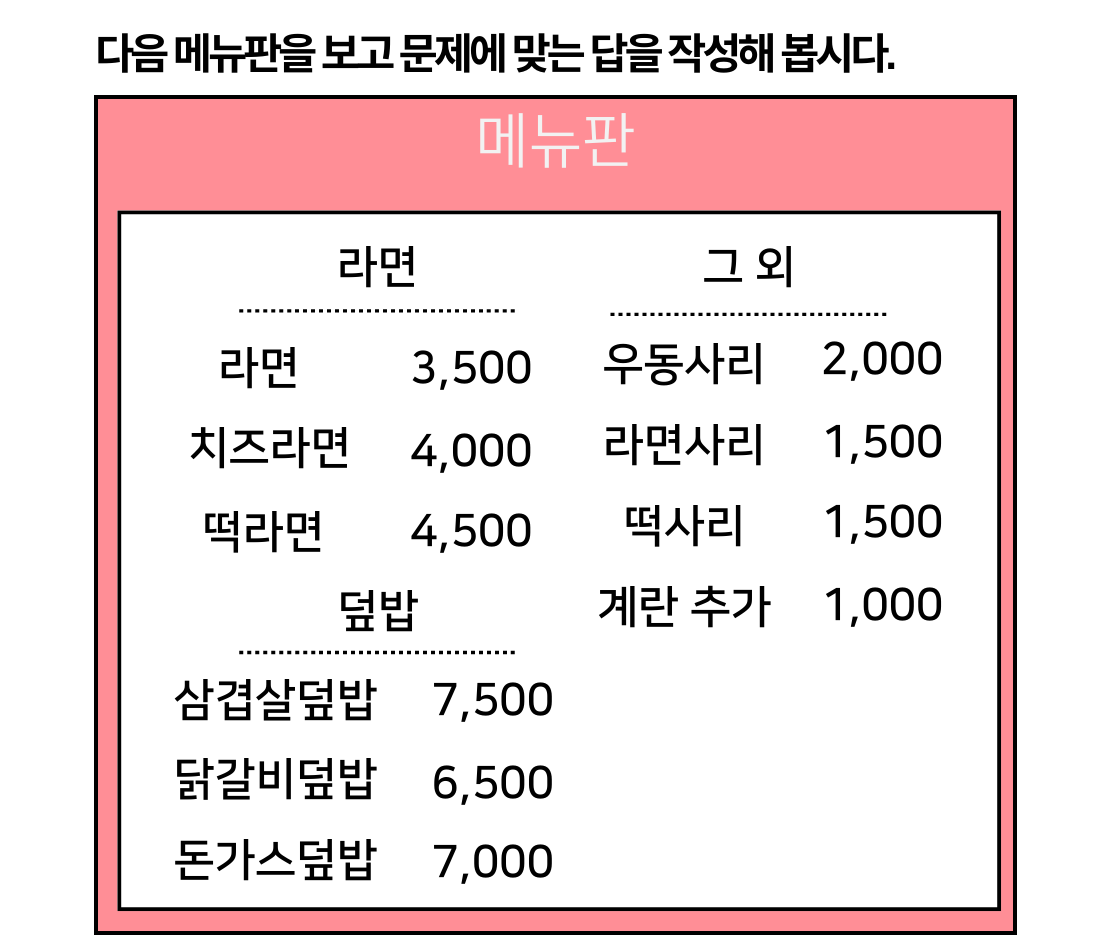 다음 메뉴판을 보고 문제에 맞는 답을 작성해 봅시다.
메뉴판
라면
라면 3,500
치즈라면 4,000
떡라면 4,500
덮밥
삼겹살덮밥 7,500
닭갈비덮밥 6,500
돈가스덮밥 7,000
그 외
우동사리 2,000
라면사리 1,500
떡사리 1,500
계란 추가 1,000